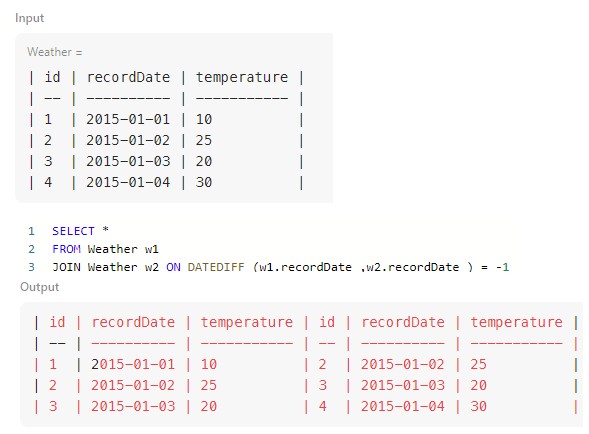 Input
Weather =
| id | recordDate | temperature |
| –– | –––––––––– | ––––––––––– |
| 1 | 2015-01-01 | 10 |
| 2 | 2015-01-02 | 25 |
| 3 | 2015-01-03 | 20 |
| 4 | 2015-01-04 | 30 |
1 SELECT *
2 FROM Weather w1
3 JOIN Weather w2 ON DATEDIFF (w1.recordDate ,w2.recordDate ) = -1
Output
| id | recordDate | temperature | id | recordDate | temperature |
| –– | –––––––––– | ––––––––––– | –– | –––––––––– | ––––––––––– |
| 1 | 2015-01-01 | 10 | 2 | 2015-01-02 | 25 |
| 2 | 2015-01-02 | 25 | 3 | 2015-01-03 | 20 |
| 3 | 2015-01-03 | 20 | 4 | 2015-01-04 | 30 |